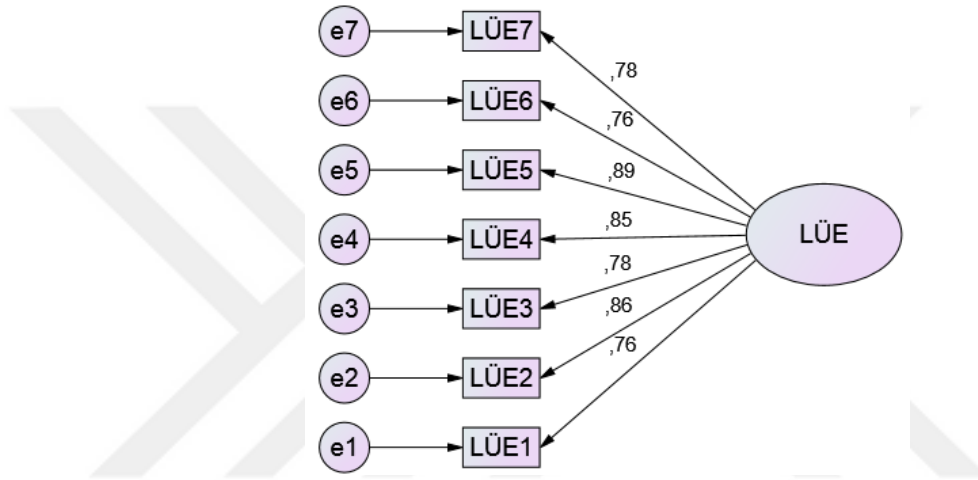 e7 LÜE7
,78
e6 LÜE6
,76
e5 LÜE5
,89
e4 LÜE4
,85
LÜE
,78
e3 LÜE3
,86
e2 LÜE2
,76
e1 LÜE1